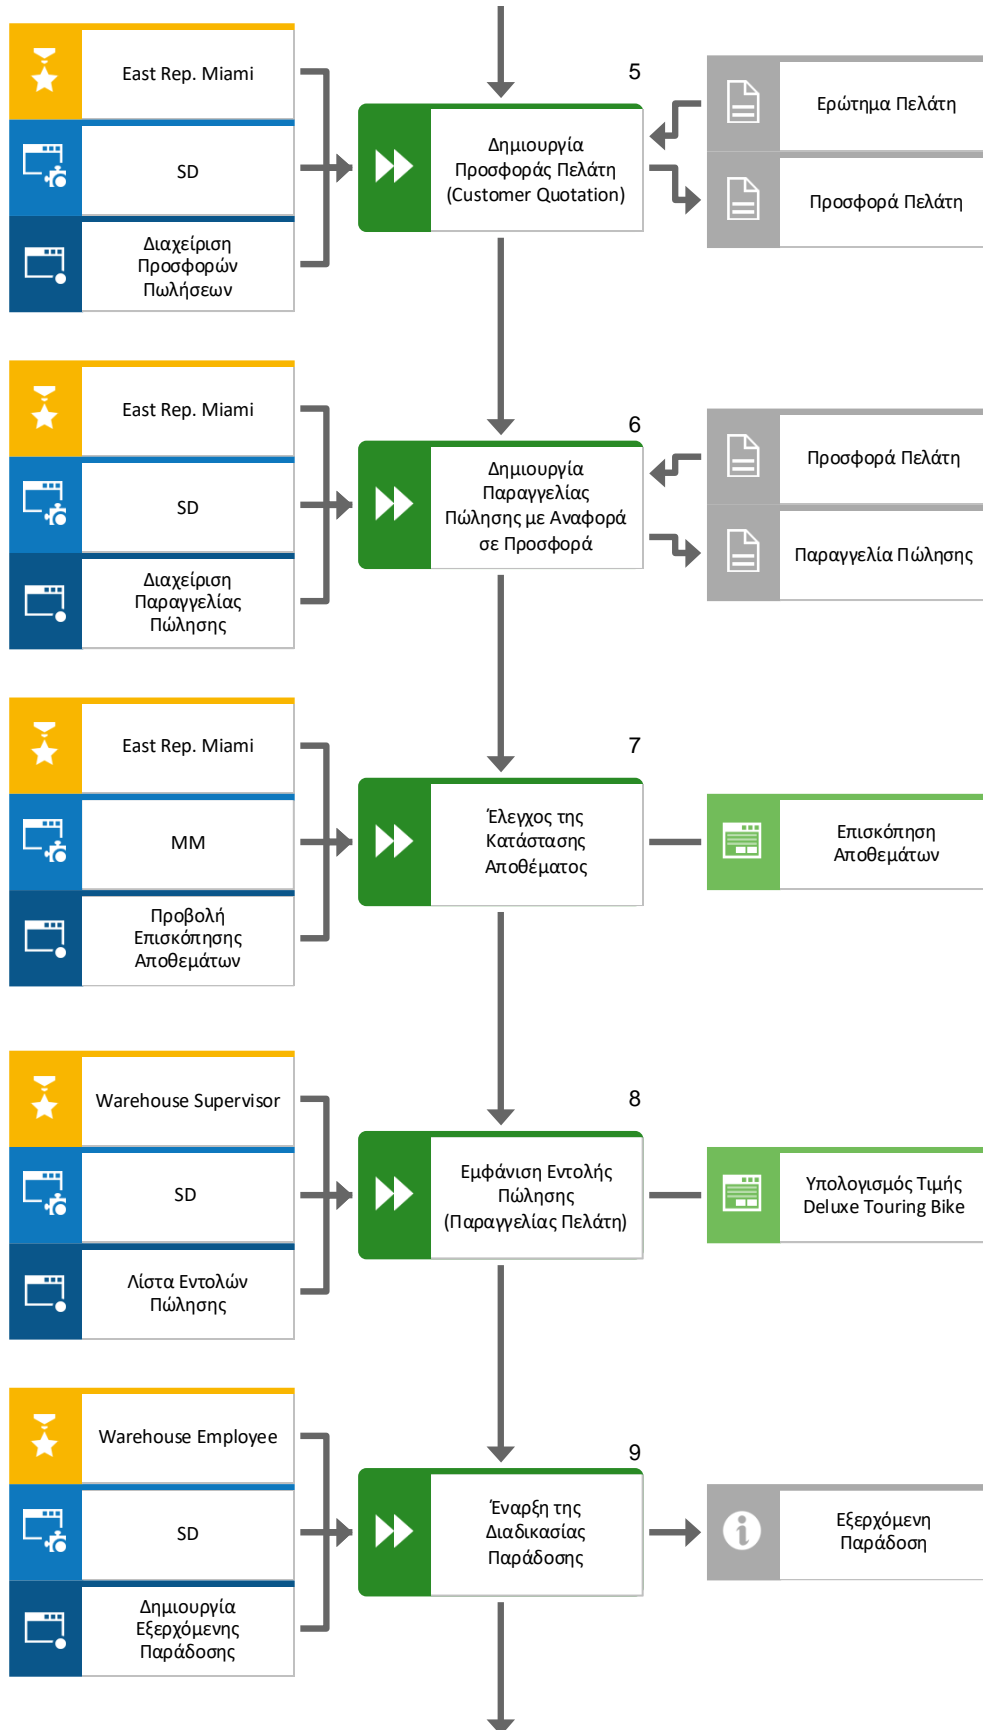 East Rep. Miami
SD
Διαχείριση
Προσφορών
Πωλήσεων
5
Δημιουργία
Προσφοράς Πελάτη
(Customer Quotation)
Ερώτημα Πελάτη
Προσφορά Πελάτη
East Rep. Miami
SD
Διαχείριση
Παραγγελίας
Πώλησης
6
Δημιουργία
Παραγγελίας
Πώλησης με Αναφορά
σε Προσφορά
Προσφορά Πελάτη
Παραγγελία Πώλησης
East Rep. Miami
MM
Προβολή
Επισκόπησης
Αποθεμάτων
7
Έλεγχος της
Κατάστασης
Αποθέματος
Επισκόπηση
Αποθεμάτων
Warehouse Supervisor
SD
Λίστα Εντολών
Πώλησης
8
Εμφάνιση Εντολής
Πώλησης
(Παραγγελίας Πελάτη)
Υπολογισμός Τιμής
Deluxe Touring Bike
Warehouse Employee
SD
Δημιουργία
Εξερχόμενης
Παράδοσης
9
Έναρξη της
Διαδικασίας
Παράδοσης
Εξερχόμενη
Παράδοση